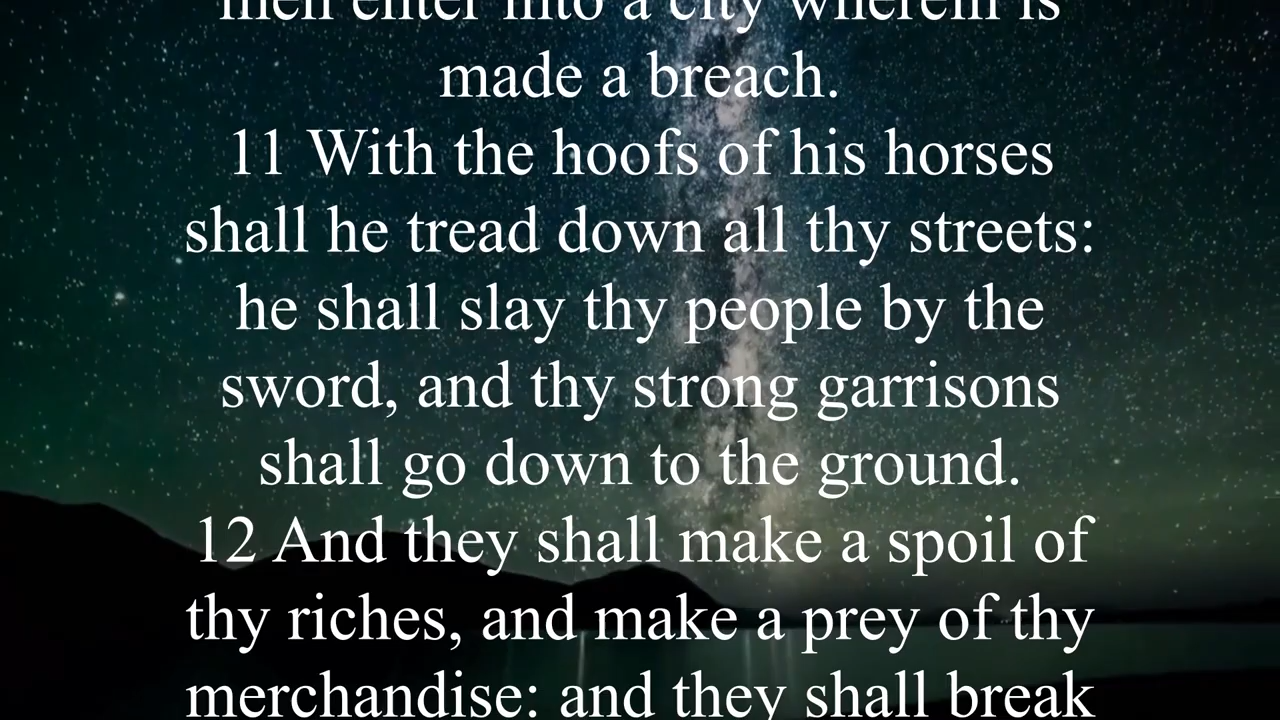 men enter into a city wherein is
made a breach.
11 With the hoofs of his horses
shall he tread down all thy streets:
he shall slay thy people by the
sword, and thy strong garrisons
shall go down to the ground.
12 And they shall make a spoil of
thy riches, and make a prey of thy
merchandise: and they shall break